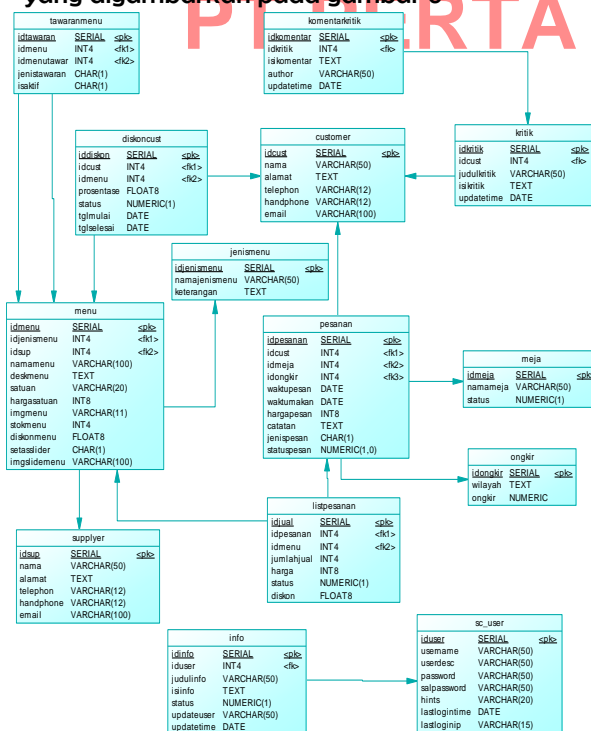 yang digambarkan pada gambar
PT
ERTA
tawaranmenu
idtawaran SERIAL <pk>
idmenu INT4 <fk1>
idmenutawar INT4 <fk2>
jenistawaran CHAR(1)
isaktif CHAR(1)
komentarkritik
idkomentar SERIAL <pk>
idkritik INT4 <fk>
isikomentar TEXT
author VARCHAR(50)
updatetime DATE
kritik
idkritik SERIAL <pk>
idcust INT4 <fk>
judulkritik VARCHAR(50)
isikritik TEXT
updatetime DATE
diskoncust
iddiskon SERIAL <pk>
idcust INT4 <fk1>
idmenu INT4 <fk2>
prosentase FLOAT8
status NUMERIC(1)
tglmulai DATE
tglselesai DATE
customer
idcust SERIAL <pk>
nama VARCHAR(50)
alamat TEXT
telephon VARCHAR(12)
handphone VARCHAR(12)
email VARCHAR(100)
jenismenu
idjenismenu SERIAL <pk>
namajenismenu VARCHAR(50)
keterangan TEXT
menu
idmenu SERIAL <pk>
idjenismenu INT4 <fk1>
idsup INT4 <fk2>
namamenu VARCHAR(100)
deskmenu TEXT
satuan VARCHAR(20)
hargasatuan INT8
imgmenu VARCHAR(11)
stokmenu INT4
diskonmenu FLOAT8
setasslider CHAR(1)
imgslidemenu VARCHAR(100)
pesanan
idpesanan SERIAL <pk>
idcust INT4 <fk1>
idmeja INT4 <fk2>
idongkir INT4 <fk3>
waktupesan DATE
waktumakan DATE
hargapesan INT8
catatan TEXT
jenispesan CHAR(1)
statuspesan NUMERIC(1,0)
meja
idmeja SERIAL <pk
namameja VARCHAR(50)
status NUMERIC(1)
ongkir
idongkir SERIAL <pk>
wilayah TEXT
ongkir NUMERIC
listpesanan
idjual SERIAL <pk>
idpesanan INT4 <fk1>
idmenu INT4 <fk2>
jumlahjual INT4
harga INT8
status NUMERIC(1)
diskon FLOAT8
supplyer
idsup SERIAL <pk>
nama VARCHAR(50)
alamat TEXT
telephon VARCHAR(12)
handphone VARCHAR(12)
email VARCHAR(100)
info
idinfo SERIAL <pk>
iduser INT4 <fk>
judulinfo VARCHAR(50)
isiinfo TEXT
status NUMERIC(1)
updateuser VARCHAR(50)
updatetime DATE
sc_user
iduser SERIAL <pk>
username VARCHAR(50)
userdesc VARCHAR(50)
password VARCHAR(50)
salpassword VARCHAR(50)
hints VARCHAR(20)
lastlogintime DATE
lastloginip VARCHAR(15)